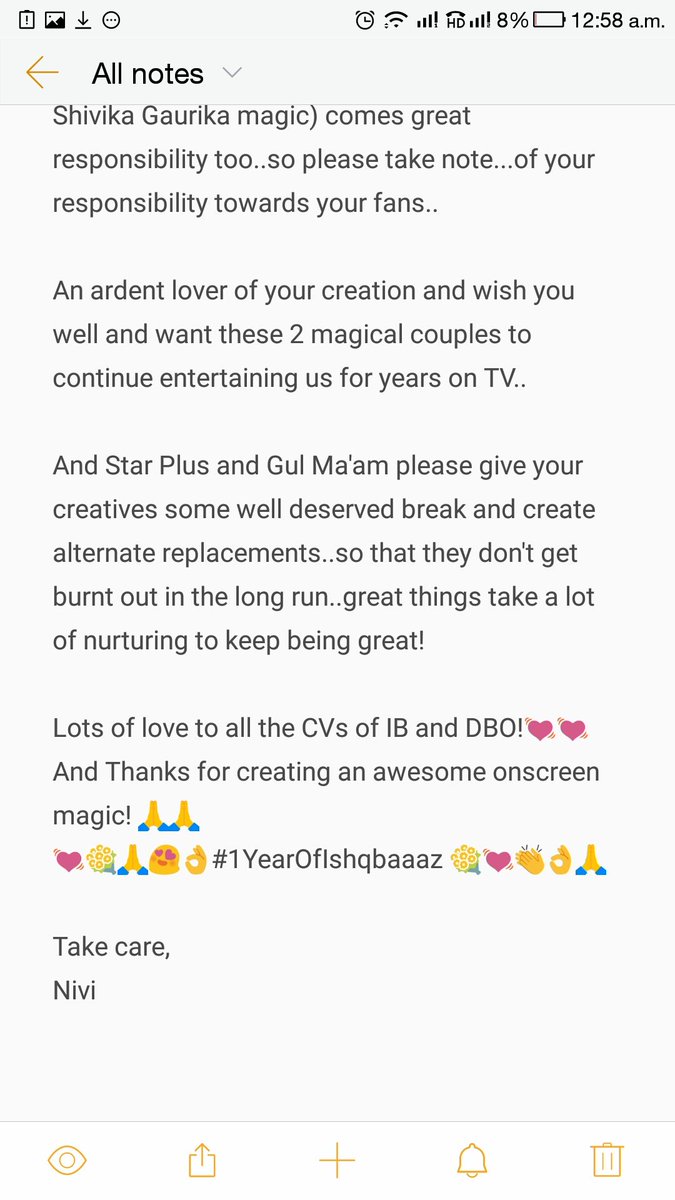 HD 8% 12:58 a.m.
All notes
Shivika Gaurika magic) comes great
responsibility too..so please take note...of your
responsibility towards your fans..
An ardent lover of your creation and wish you
well and want these 2 magical couples to
continue entertaining us for years on TV..
And Star Plus and Gul Ma'am please give your
creatives some well deserved break and create
alternate replacements..so that they don't get
burnt out in the long run..great things take a lot
of nurturing to keep being great!
Lots of love to all the CVs of IB and DBO!💓💓
And Thanks for creating an awesome onscreen
magic! 🙏🙏
💓💐🙏😍👌#1YearOfIshqbaaaz 💐💓👏👌🙏
Take care,
Nivi